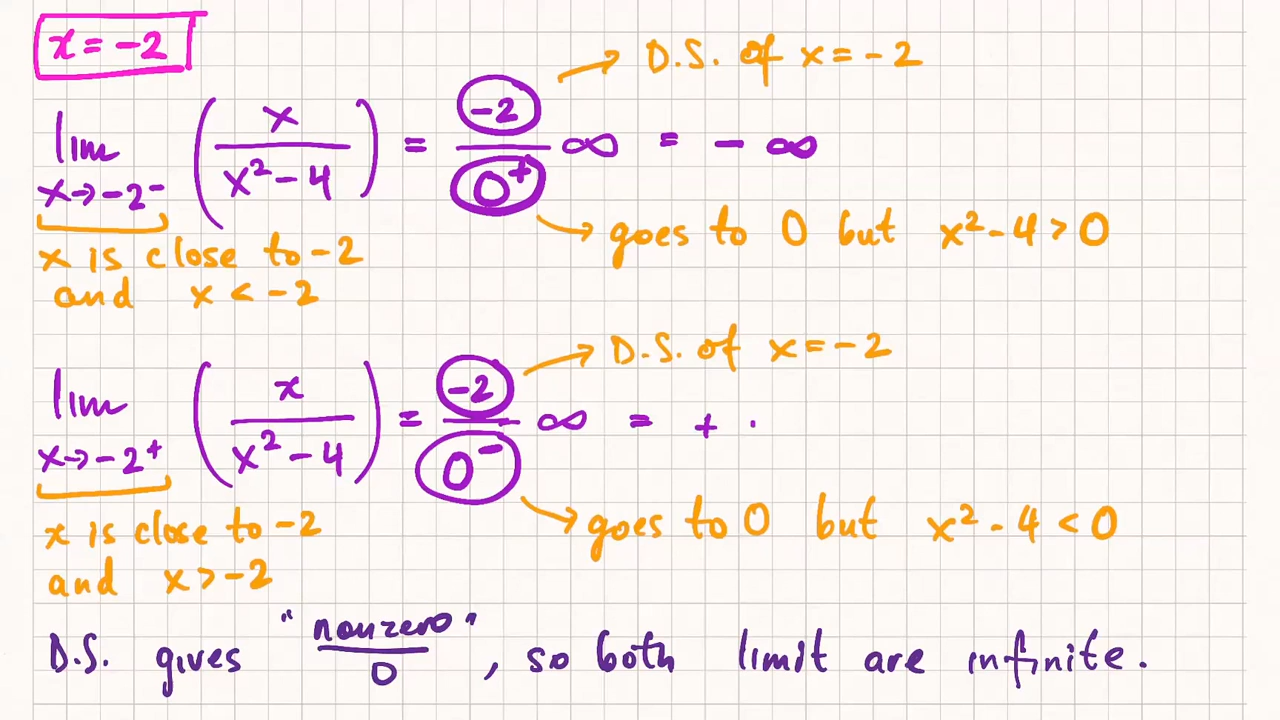 x = -2
D.S. of x = -2
lim x→-2⁻ (x / (x² - 4)) = -2 / 0⁺ ∞ = - ∞
goes to 0 but x² - 4 > 0
x is close to -2
and x < -2
D.S. of x = -2
lim x→-2⁺ (x / (x² - 4)) = -2 / 0⁻ ∞ = +
goes to 0 but x² - 4 < 0
x is close to -2
and x > -2
D.S. gives "nonzero / 0", so both limit are infinite.